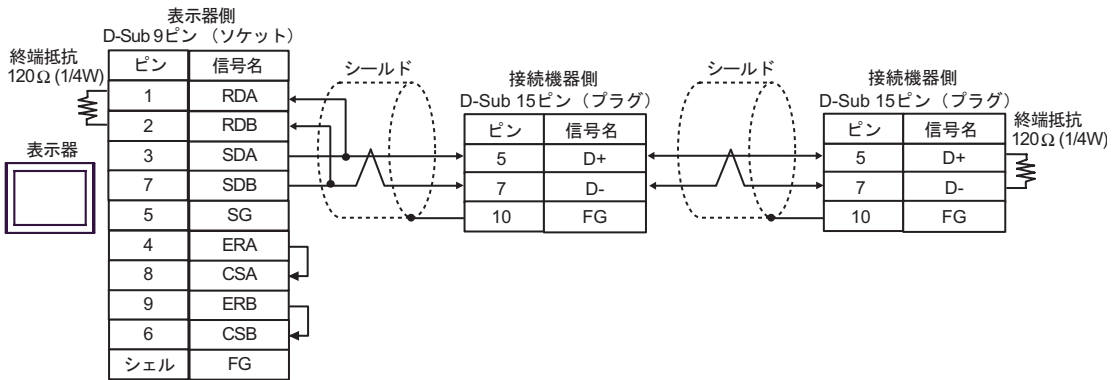 表示器側
D-Sub 9ピン (ソケット)
終端抵抗
120Ω (1/4W)
ピン 信号名
1 RDA
2 RDB
3 SDA
7 SDB
5 SG
4 ERA
8 CSA
9 ERB
6 CSB
シェル FG
表示器
シールド
接続機器側
D-Sub 15ピン (プラグ)
ピン 信号名
5 D+
7 D-
10 FG
シールド
接続機器側
D-Sub 15ピン (プラグ)
ピン 信号名
5 D+
7 D-
10 FG
終端抵抗
120Ω (1/4W)